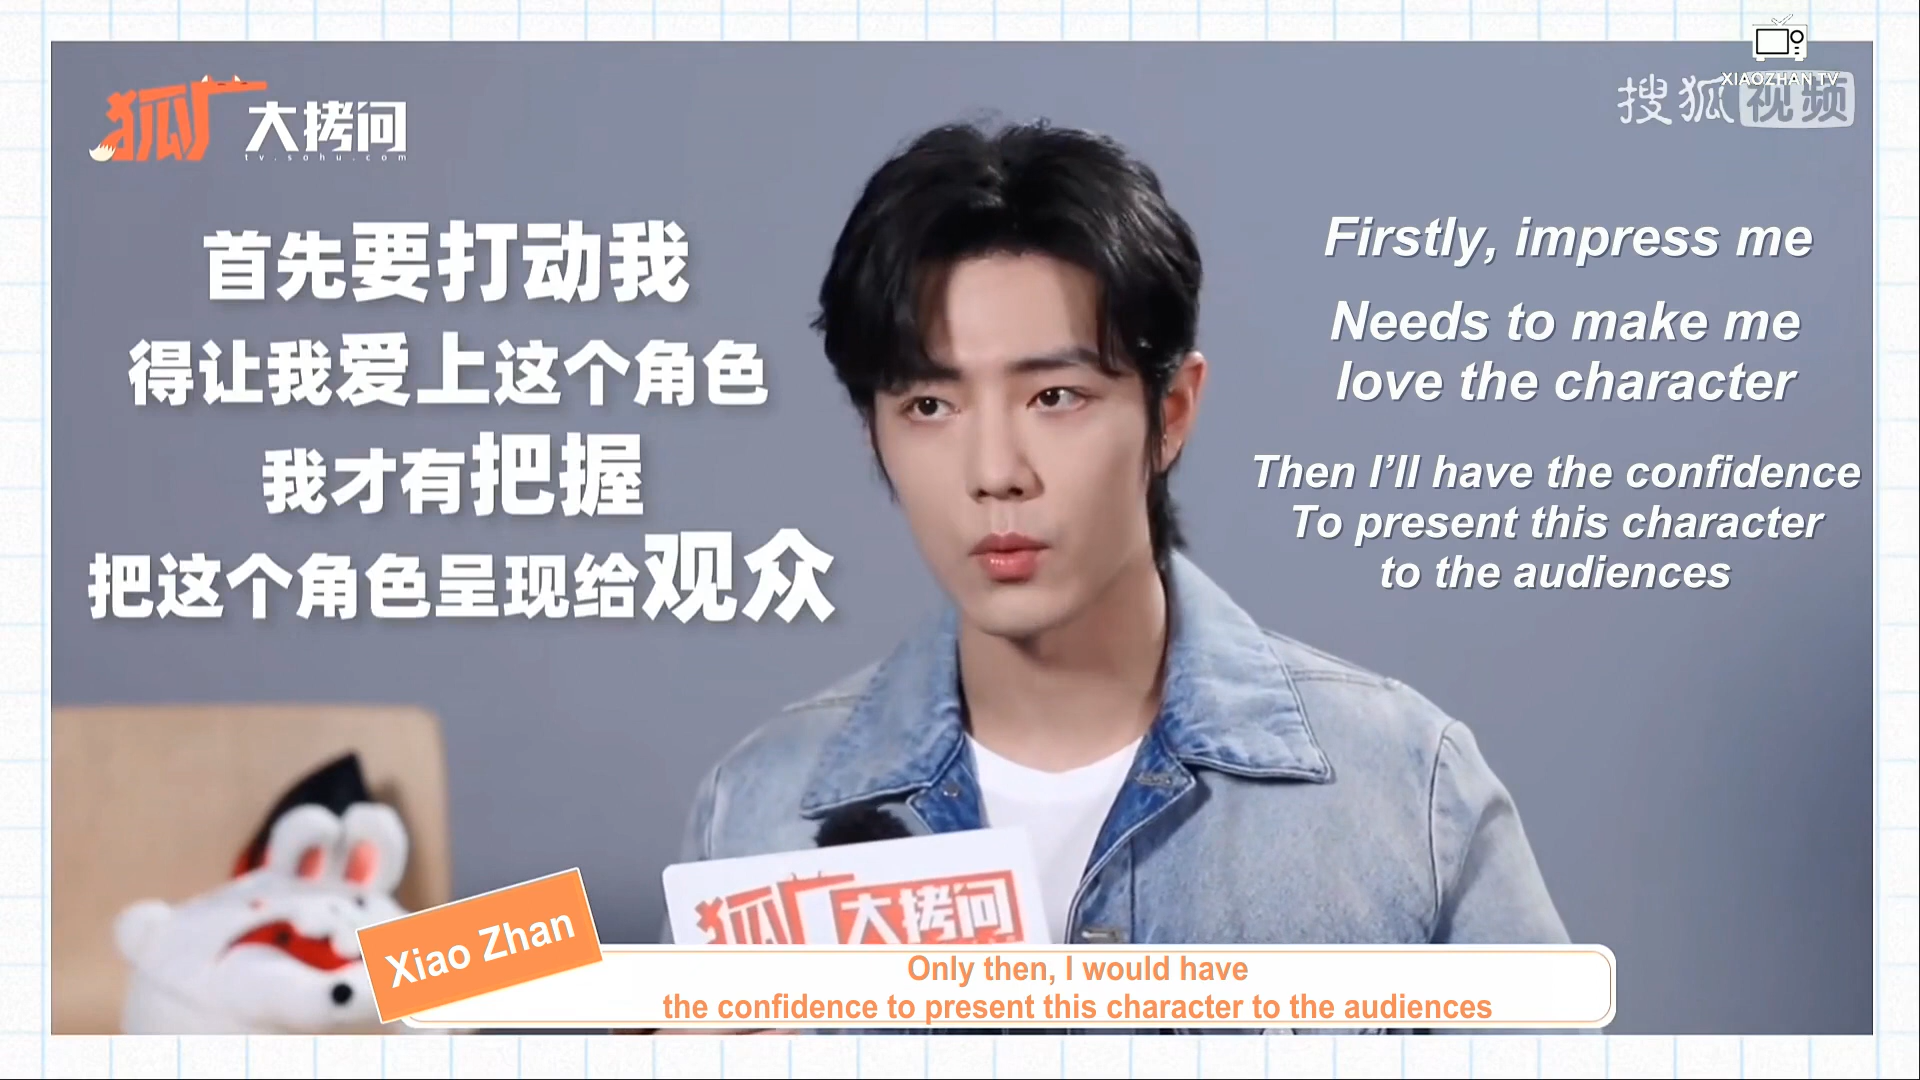 XIAOZHAN TV
狐厂大拷问
tv.sohu.com
搜狐视频
首先要打动我
得让我爱上这个角色
我才有把握
把这个角色呈现给观众
Firstly, impress me
Needs to make me
love the character
Then I’ll have the confidence
To present this character
to the audiences
狐厂大拷问
Xiao Zhan
Only then, I would have
the confidence to present this character to the audiences